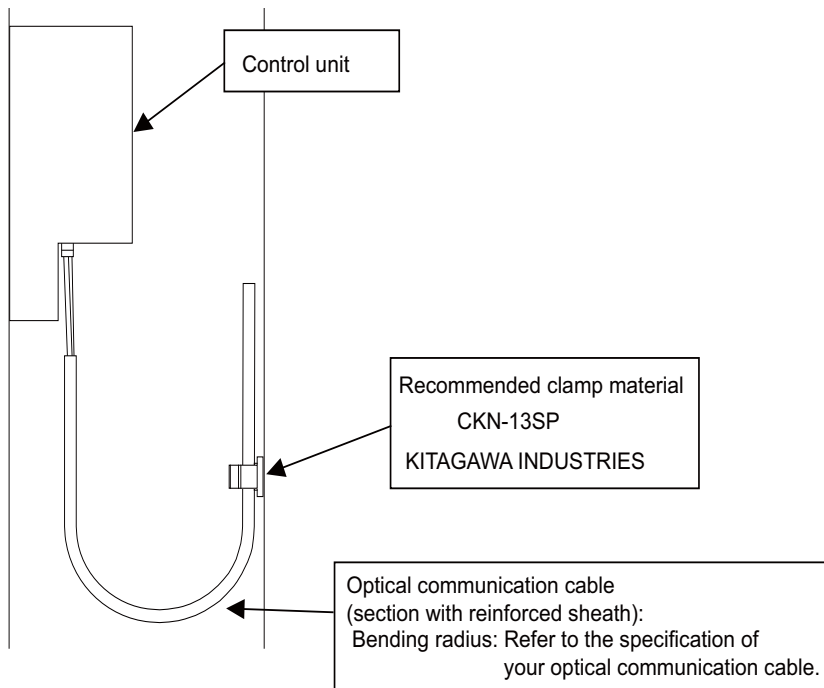 Control unit
Recommended clamp material
CKN-13SP
KITAGAWA INDUSTRIES
Optical communication cable
(section with reinforced sheath):
Bending radius: Refer to the specification of
your optical communication cable.